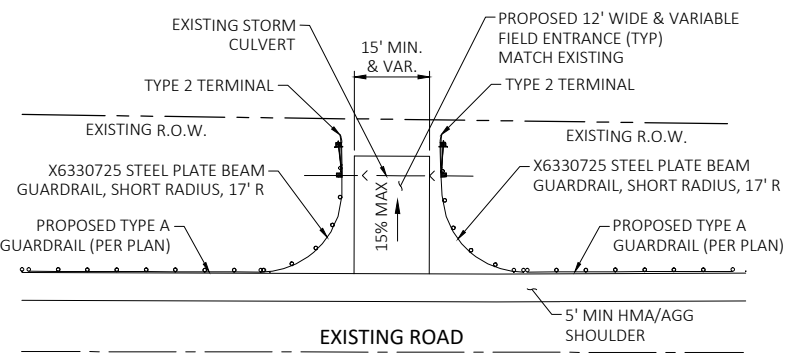 EXISTING STORM
CULVERT
15' MIN.
& VAR.
PROPOSED 12' WIDE & VARIABLE
FIELD ENTRANCE (TYP)
MATCH EXISTING
TYPE 2 TERMINAL
TYPE 2 TERMINAL
EXISTING R.O.W.
EXISTING R.O.W.
X6330725 STEEL PLATE BEAM
GUARDRAIL, SHORT RADIUS, 17' R
X6330725 STEEL PLATE BEAM
GUARDRAIL, SHORT RADIUS, 17' R
15% MAX
PROPOSED TYPE A
GUARDRAIL (PER PLAN)
PROPOSED TYPE A
GUARDRAIL (PER PLAN)
5' MIN HMA/AGG
SHOULDER
EXISTING ROAD